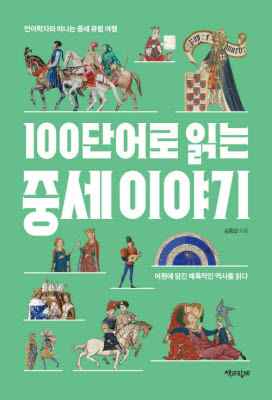 언어학자와 떠나는 중세 유럽 여행
100단어로 읽는
중세 이야기
김동섭 지음
어원에 담긴 매혹적인 역사를 읽다
책과함께